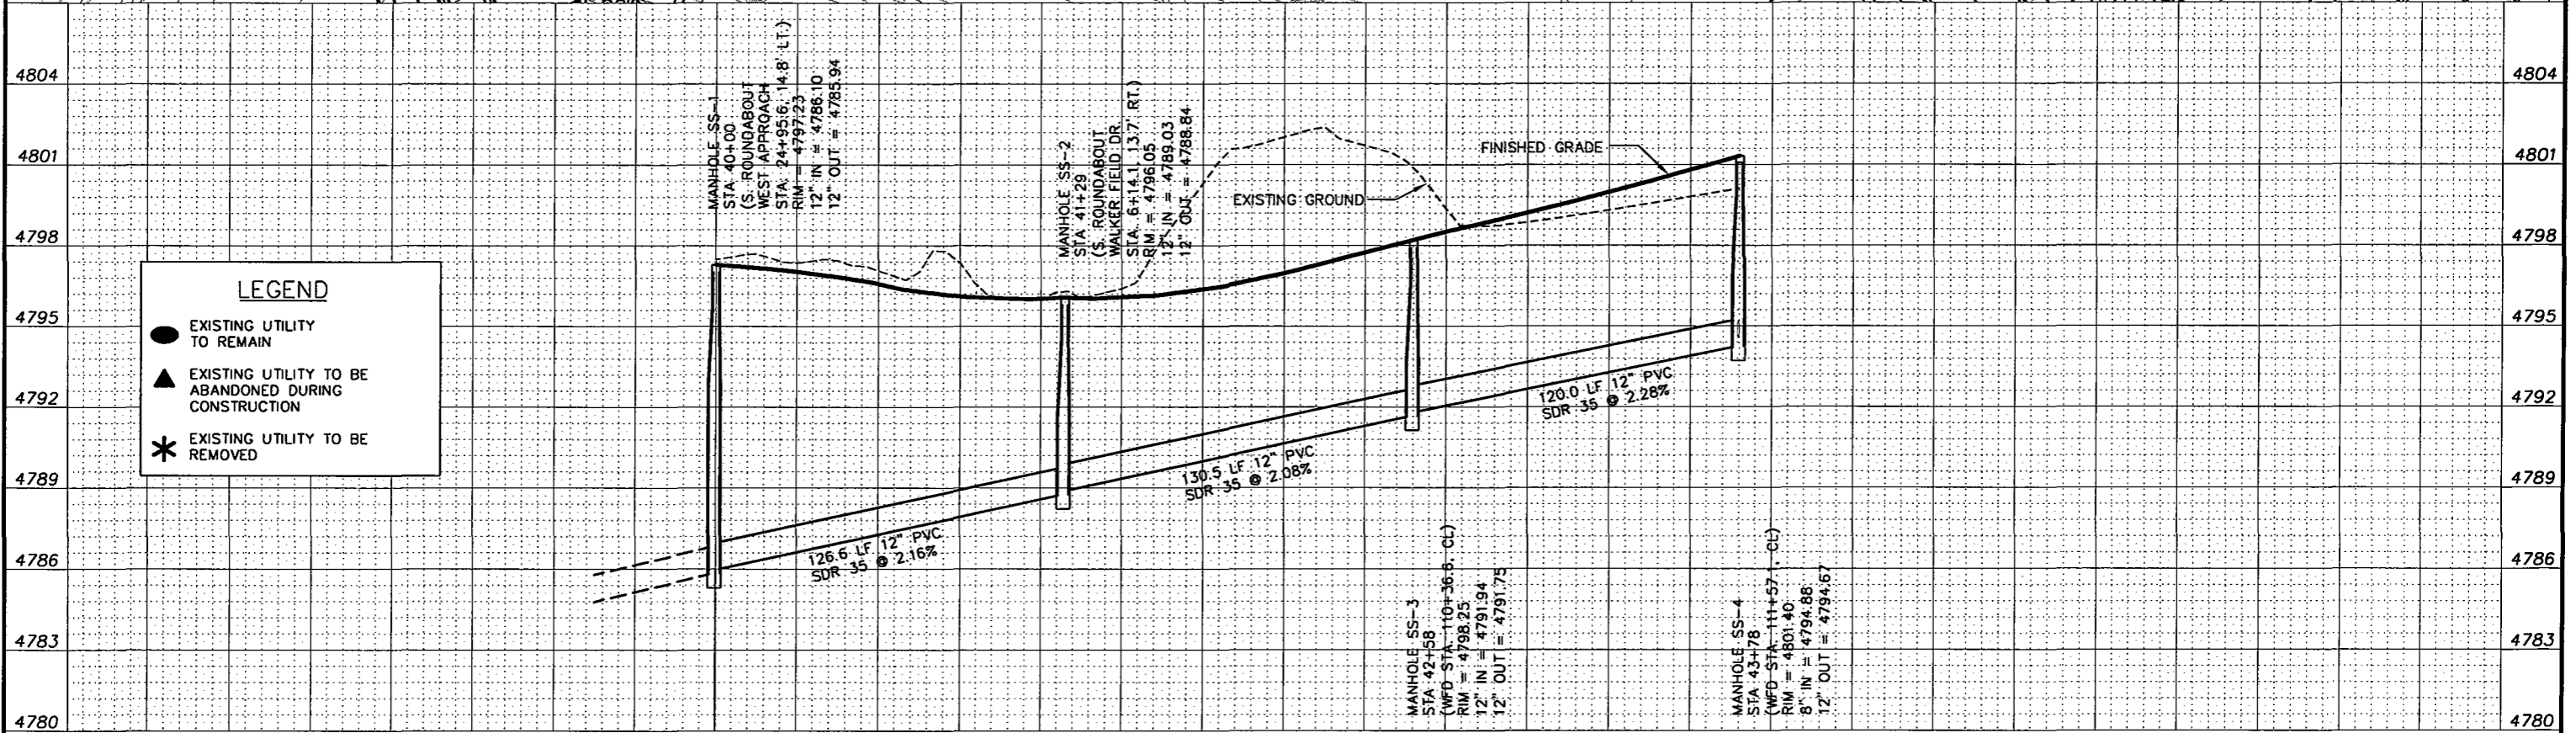 4804
4801
4798
4795
4792
4789
4786
4783
4780
LEGEND
EXISTING UTILITY
TO REMAIN
EXISTING UTILITY TO BE
ABANDONED DURING
CONSTRUCTION
EXISTING UTILITY TO BE
REMOVED
MANHOLE SS-1
STA 40+00
(S. ROUNDABOUT
WEST APPROACH
STA. 24+95.6, 14.8' LT.)
RIM = 4797.23
12" IN = 4786.10
12" OUT = 4785.94
MANHOLE SS-2
STA 41+29
(S. ROUNDABOUT
WALKER FIELD DR.
STA. 6+14.1, 13.7' RT.)
RIM = 4796.05
12" IN = 4789.03
12" OUT = 4788.84
EXISTING GROUND
FINISHED GRADE
126.6 LF 12" PVC
SDR 35 @ 2.16%
130.5 LF 12" PVC
SDR 35 @ 2.08%
120.0 LF 12" PVC
SDR 35 @ 2.28%
MANHOLE SS-3
STA 42+58
(WFD STA. 110+36.6, CL)
RIM = 4798.25
12" IN = 4791.94
12" OUT = 4791.75
MANHOLE SS-4
STA 43+78
(WFD STA. 111+57.1, CL)
RIM = 4801.40
8" IN = 4794.88
12" OUT = 4794.67
4804
4801
4798
4795
4792
4789
4786
4783
4780